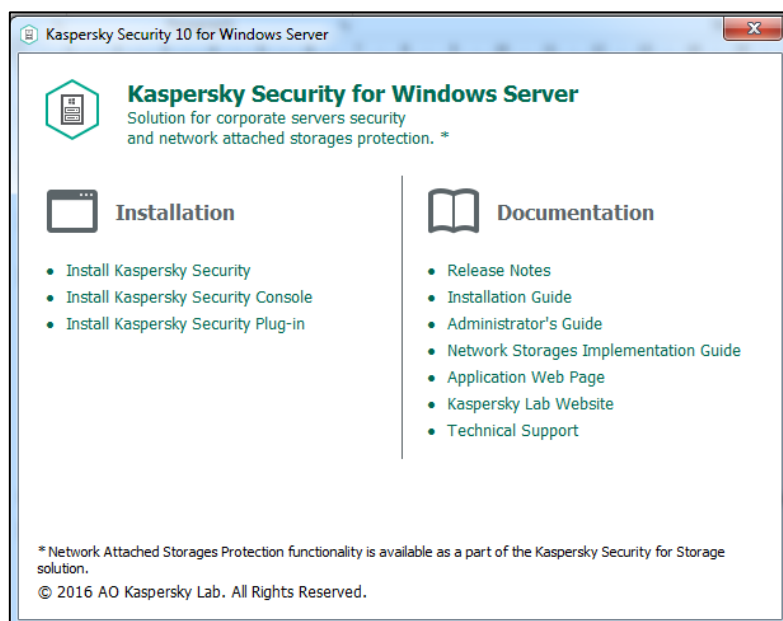 Kaspersky Security 10 for Windows Server
Kaspersky Security for Windows Server
Solution for corporate servers security
and network attached storages protection. *
Installation
• Install Kaspersky Security
• Install Kaspersky Security Console
• Install Kaspersky Security Plug-in
Documentation
• Release Notes
• Installation Guide
• Administrator's Guide
• Network Storages Implementation Guide
• Application Web Page
• Kaspersky Lab Website
• Technical Support
* Network Attached Storages Protection functionality is available as a part of the Kaspersky Security for Storage
solution.
© 2016 AO Kaspersky Lab. All Rights Reserved.